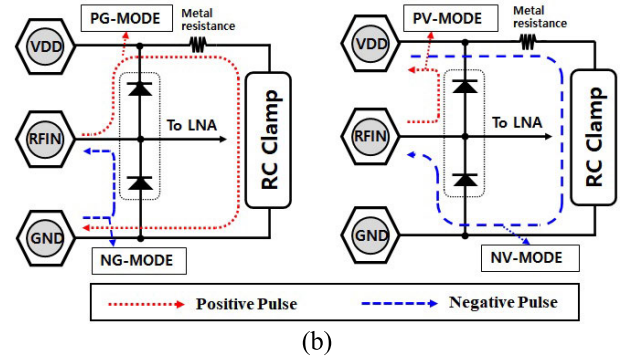 PG-MODE
Metal
resistance
VDD
RFIN
To LNA
RC Clamp
GND
NG-MODE
PV-MODE
Metal
resistance
VDD
RFIN
To LNA
RC Clamp
GND
NV-MODE
Positive Pulse
Negative Pulse
(b)